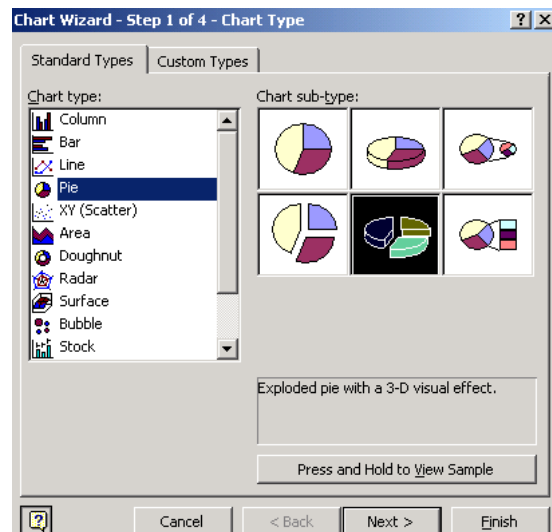 Chart Wizard - Step 1 of 4 - Chart Type
Standard Types
Custom Types
Chart type:
Column
Bar
Line
Pie
XY (Scatter)
Area
Doughnut
Radar
Surface
Bubble
Stock
Chart sub-type:
Exploded pie with a 3-D visual effect.
Press and Hold to View Sample
Cancel
< Back
Next >
Finish